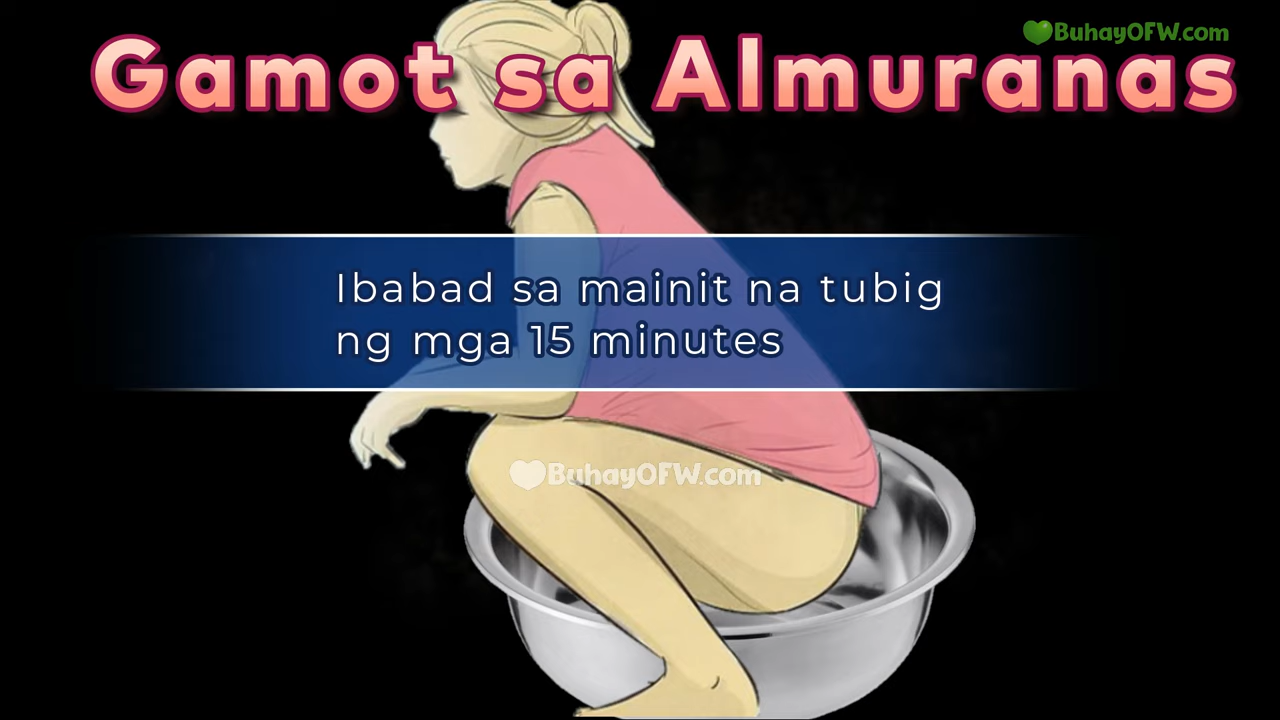 BuhayOFW.com
Gamot sa Almuranas
Ibabad sa mainit na tubig
ng mga 15 minutes
BuhayOFW.com